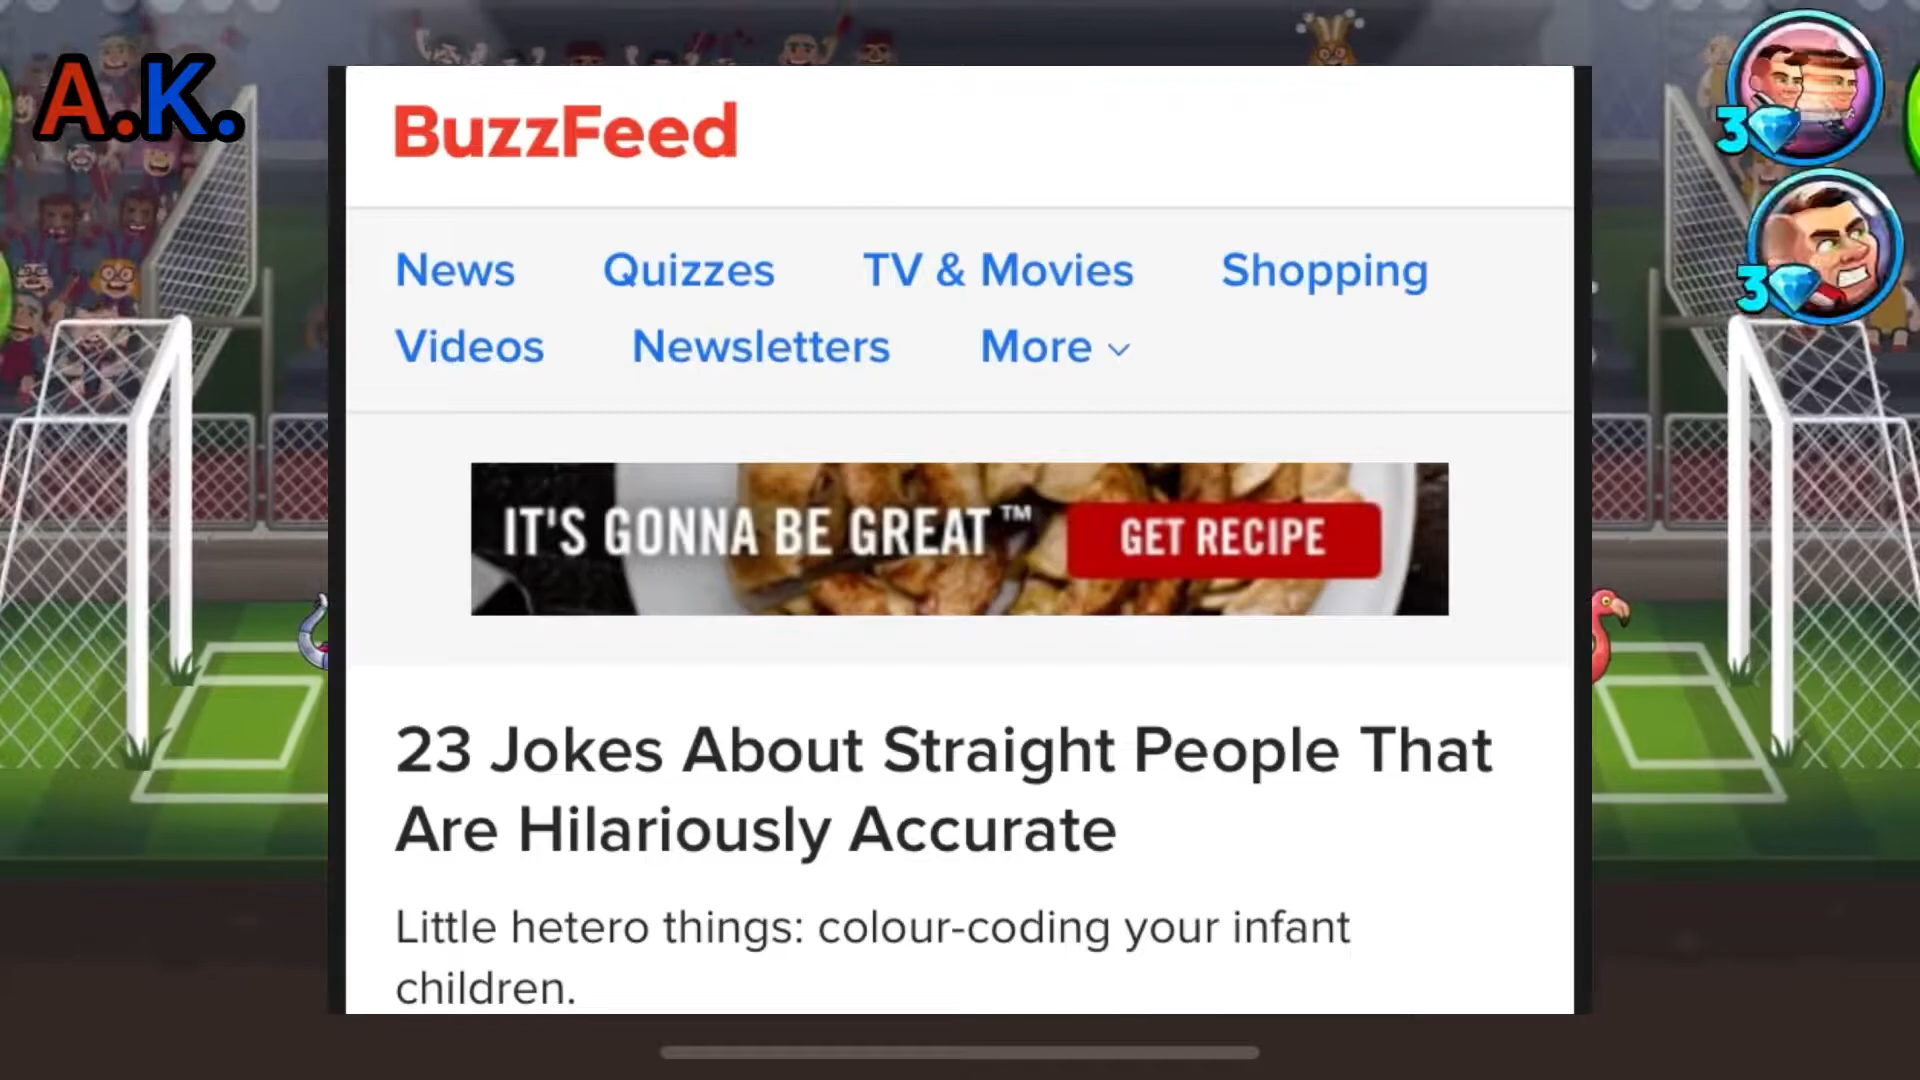 A.K.
BuzzFeed
News Quizzes TV & Movies Shopping
Videos Newsletters More
IT'S GONNA BE GREAT™ GET RECIPE
23 Jokes About Straight People That
Are Hilariously Accurate
Little hetero things: colour-coding your infant
children.
3
3